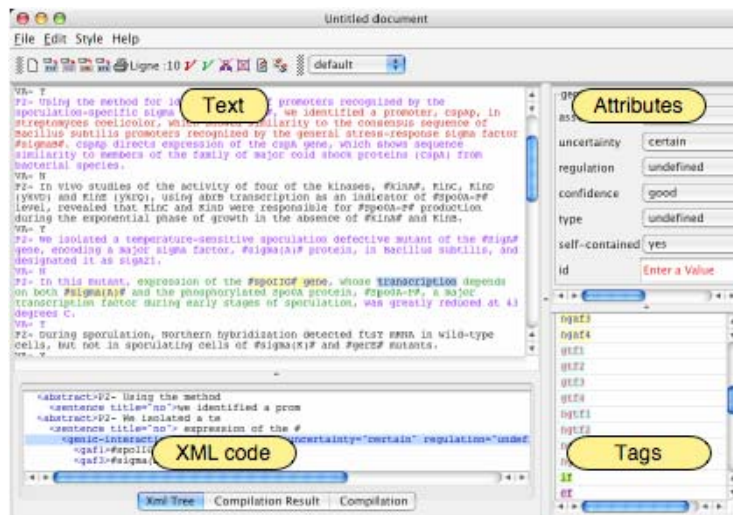 Untitled document
File Edit Style Help
Ligne :10 default
Text
Attributes
VA- Y
P2- Using the method for promoters recognized by the
sporulation-specific sigma we identified a promoter, cspAp, in
Streptomyces coelicolor, similarity to the consensus sequence of
Bacillus subtilis promoters recognized by the general stress-response sigma factor
#sigmaB#. cspAp directs expression of the cspA gene, which shows sequence
similarity to members of the family of major cold shock proteins (CspA) from
bacterial species.
VA- N
P2- In vivo studies of the activity of four of the kinases, #KinA#, KinC, KinD
(ykvD) and KinE (ykrQ), using abrB transcription as an indicator of #Spo0A~P#
level, revealed that KinC and KinD were responsible for #Spo0A~P# production
during the exponential phase of growth in the absence of #KinA# and KinB.
VA- Y
P2- We isolated a temperature-sensitive sporulation defective mutant of the #sigA#
gene, encoding a major sigma factor, #sigma(A)# protein, in Bacillus subtilis, and
designated it as sigA21.
VA- N
P2- In this mutant, expression of the #spoIIG# gene, whose transcription depends
on both #sigma(A)# and the phosphorylated Spo0A protein, #Spo0A-P#, a major
transcription factor during early stages of sporulation, was greatly reduced at 43
degrees C.
VA- Y
P2- During sporulation, Northern hybridization detected ftsY mRNA in wild-type
cells, but not in sporulating cells of #sigma(K)# and #gerE# mutants.
uncertainty certain
regulation undefined
confidence good
type undefined
self-contained yes
id Enter a Value
ngaf3
ngaf4
gtf1
gtf2
gtf3
gtf4
ngtf1
ngtf2
Tags
if
ef
<abstract>P2- Using the method
<sentence title="no">we identified a prom
<abstract>P2- We isolated a te
<sentence title="no"> expression of the #
<genic-interaction uncertainty="certain" regulation="undef
<gaf1>#spoIIG
<gaf3>#sigma(
XML code
Xml Tree Compilation Result Compilation